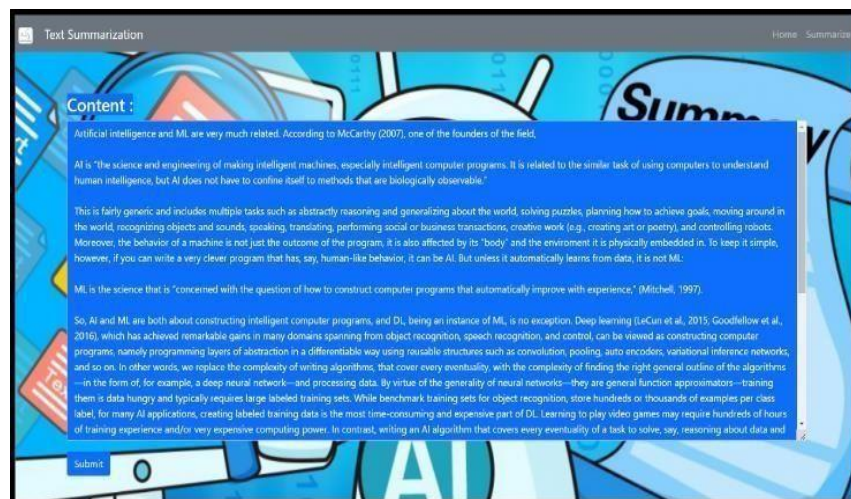 Text Summarization
Home Summarize
Content :
Summary
Artificial intelligence and ML are very much related. According to McCarthy (2007), one of the founders of the field,
AI is "the science and engineering of making intelligent machines, especially intelligent computer programs. It is related to the similar task of using computers to understand
human intelligence, but AI does not have to confine itself to methods that are biologically observable."
This is fairly generic and includes multiple tasks such as abstractly reasoning and generalizing about the world, solving puzzles, planning how to achieve goals, moving around in
the world, recognizing objects and sounds, speaking, translating, performing social or business transactions, creative work (e.g., creating art or poetry), and controlling robots.
Moreover, the behavior of a machine is not just the outcome of the program, it is also affected by its "body" and the enviroment it is physically embedded in. To keep it simple,
however, if you can write a very clever program that has, say, human-like behavior, it can be AI. But unless it automatically learns from data, it is not ML:
ML is the science that is "concerned with the question of how to construct computer programs that automatically improve with experience," (Mitchell, 1997).
So, AI and ML are both about constructing intelligent computer programs, and DL, being an instance of ML, is no exception. Deep learning (LeCun et al., 2015; Goodfellow et al.,
2016), which has achieved remarkable gains in many domains spanning from object recognition, speech recognition, and control, can be viewed as constructing computer
programs, namely programming layers of abstraction in a differentiable way using reusable structures such as convolution, pooling, auto encoders, variational inference networks,
and so on. In other words, we replace the complexity of writing algorithms, that cover every eventuality, with the complexity of finding the right general outline of the algorithms
—in the form of, for example, a deep neural network—and processing data. By virtue of the generality of neural networks—they are general function approximators—training
them is data hungry and typically requires large labeled training sets. While benchmark training sets for object recognition, store hundreds or thousands of examples per class
label, for many AI applications, creating labeled training data is the most time-consuming and expensive part of DL. Learning to play video games may require hundreds of hours
of training experience and/or very expensive computing power. In contrast, writing an AI algorithm that covers every eventuality of a task to solve, say, reasoning about data and
Submit
AI